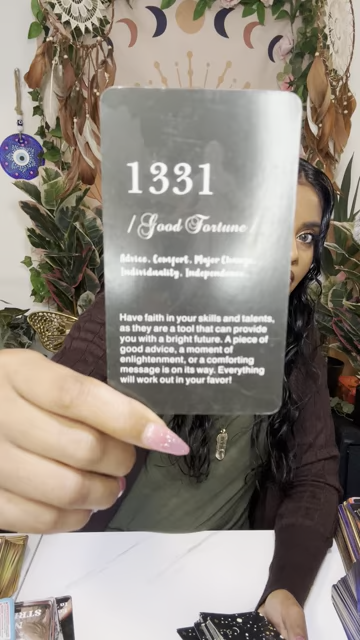 1331
/Good Fortune/
Advice, Comfort, Major Change,
Individuality, Independence.
Have faith in your skills and talents,
as they are a tool that can provide
you with a bright future. A piece of
good advice, a moment of
enlightenment, or a comforting
message is on its way. Everything
will work out in your favor!